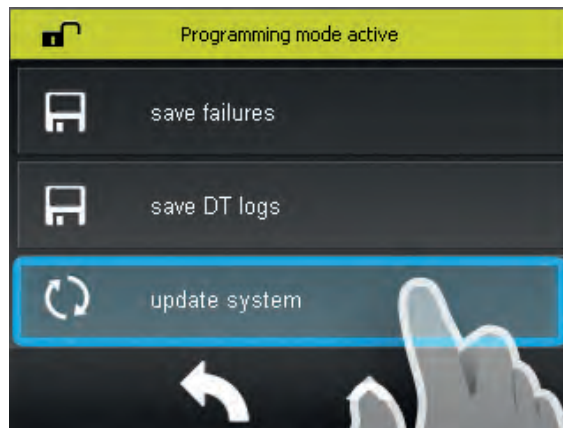 Programming mode active
save failures
save DT logs
update system